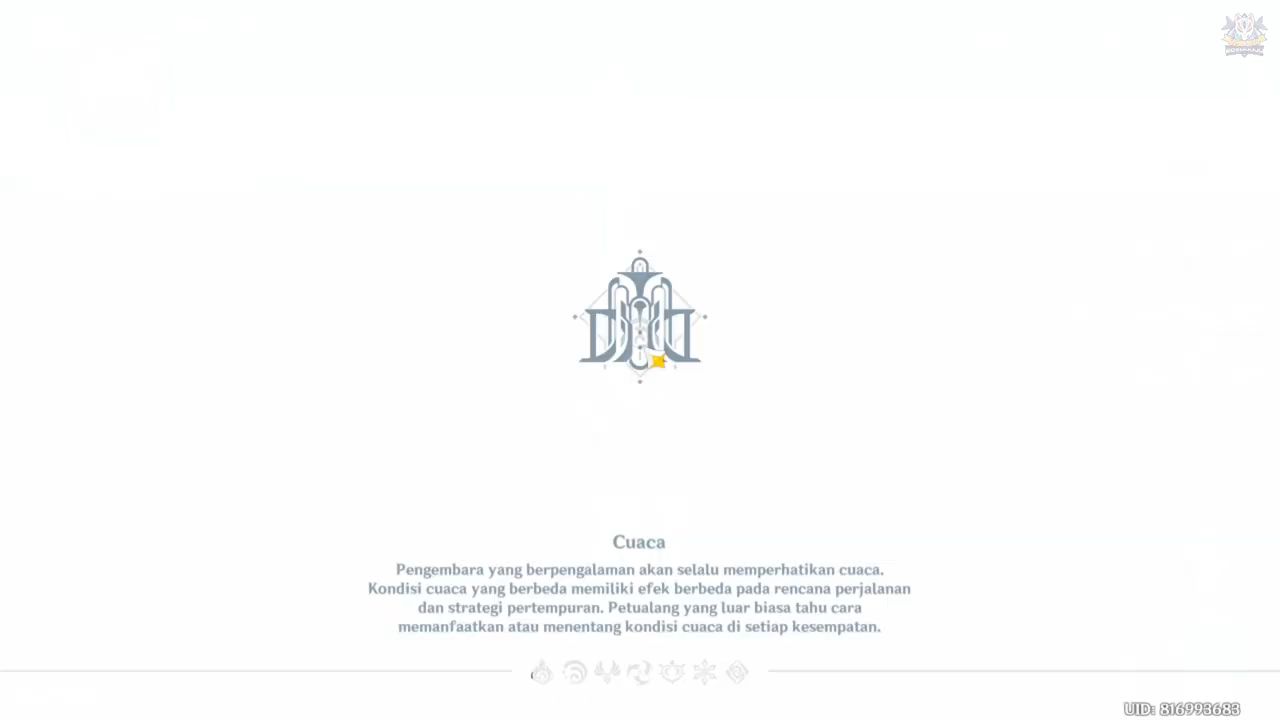 Cuaca
Pengembara yang berpengalaman akan selalu memperhatikan cuaca.
Kondisi cuaca yang berbeda memiliki efek berbeda pada rencana perjalanan
dan strategi pertempuran. Petualang yang luar biasa tahu cara
memanfaatkan atau menentang kondisi cuaca di setiap kesempatan.
UID: 816993683